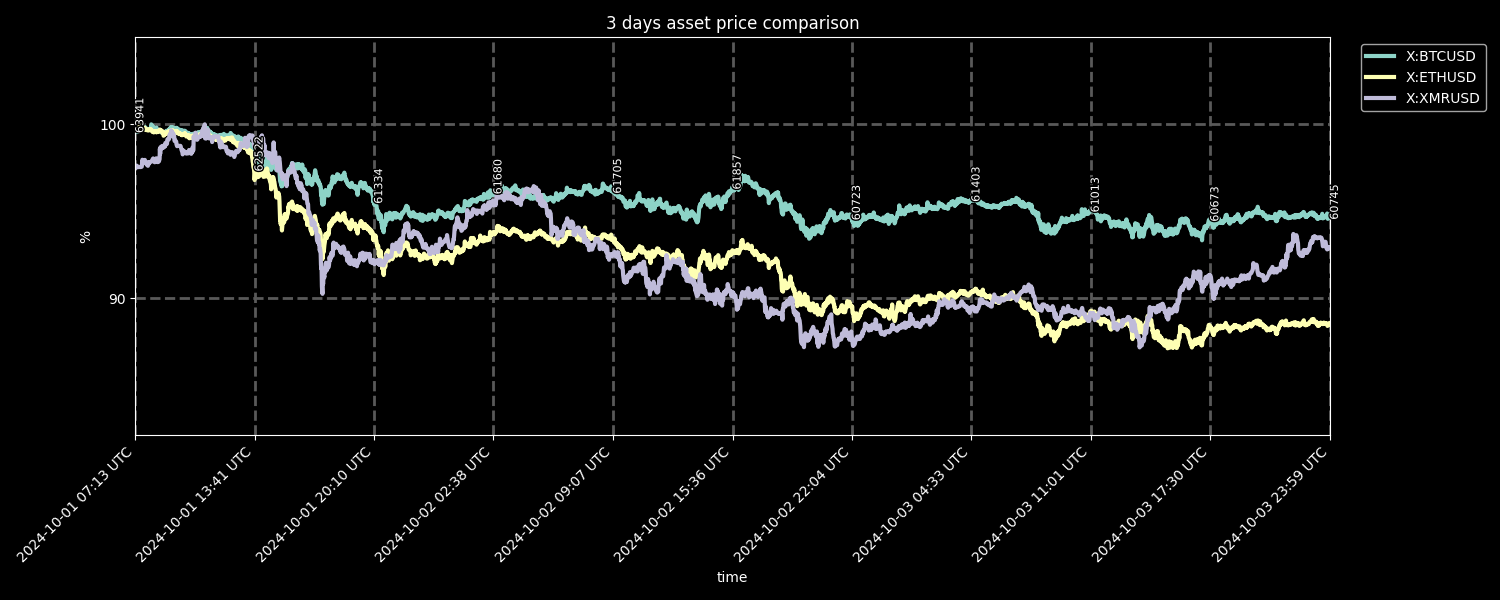 3 days asset price comparison
X:BTCUSD
X:ETHUSD
X:XMRUSD
%
100
90
63941
62522
61334
61680
61705
61857
60723
61403
61013
60673
60745
2024-10-01 07:13 UTC
2024-10-01 13:41 UTC
2024-10-01 20:10 UTC
2024-10-02 02:38 UTC
2024-10-02 09:07 UTC
2024-10-02 15:36 UTC
2024-10-02 22:04 UTC
2024-10-03 04:33 UTC
2024-10-03 11:01 UTC
2024-10-03 17:30 UTC
2024-10-03 23:59 UTC
time